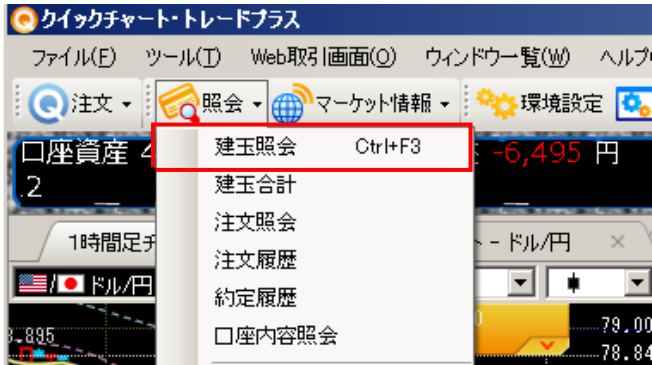 クイックチャート・トレードプラス
ファイル(F) ツール(T) Web取引画面(O) ウィンドウ一覧(W) ヘルプ
注文 照会 マーケット情報 環境設定
口座資産 -6,495 円
.2
建玉照会 Ctrl+F3
建玉合計
注文照会
注文履歴
約定履歴
口座内容照会
1時間足チ - ドル/円
ドル/円
.895
79.00
78.84